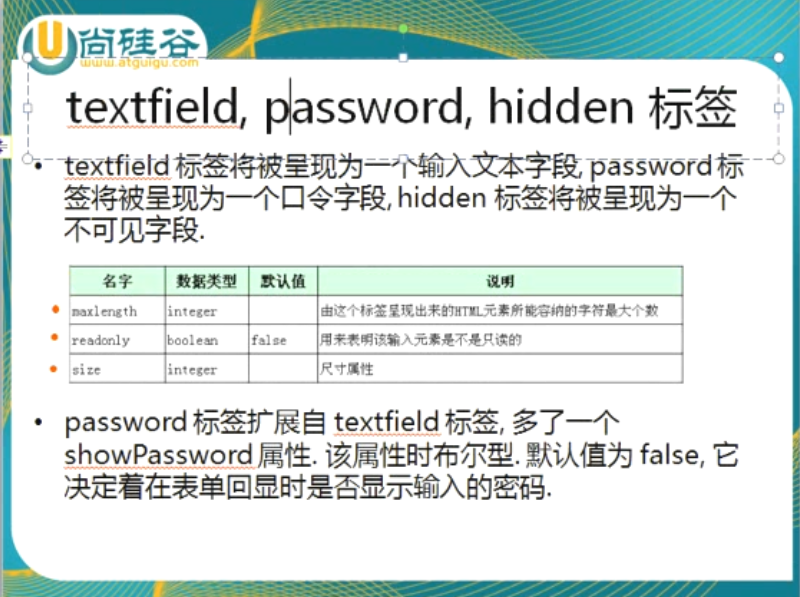 尚硅谷
www.atguigu.com
textfield, password, hidden 标签
• textfield 标签将被呈现为一个输入文本字段, password 标
签将被呈现为一个口令字段, hidden 标签将被呈现为一个
不可见字段.
名字 数据类型 默认值 说明
maxlength integer 由这个标签呈现出来的HTML元素所能容纳的字符最大个数
readonly boolean false 用来表明该输入元素是不是只读的
size integer 尺寸属性
• password 标签扩展自 textfield 标签, 多了一个
showPassword 属性. 该属性时布尔型. 默认值为 false, 它
决定着在表单回显时是否显示输入的密码.